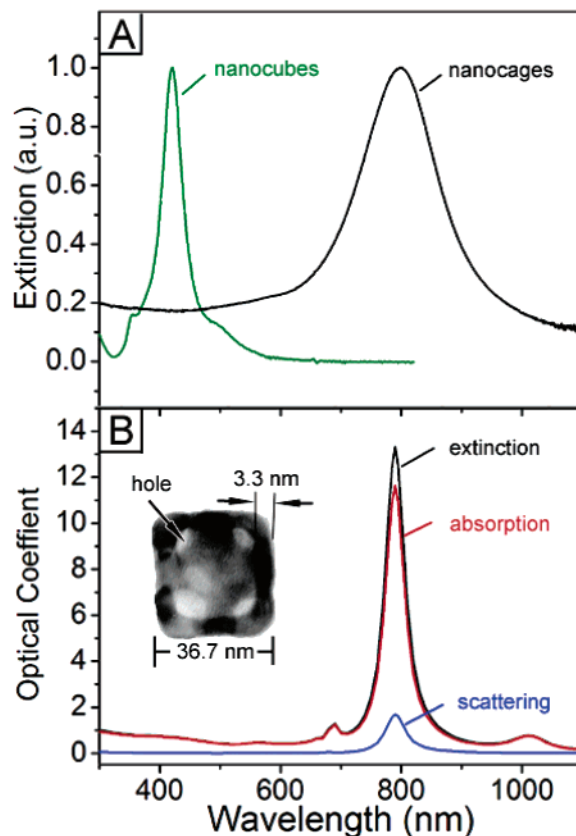 A
nanocubes
nanocages
1.0
0.8
0.6
0.4
0.2
0.0
Extinction (a.u.)
B
14
12
10
8
6
4
2
0
Optical Coeffient
hole
3.3 nm
36.7 nm
extinction
absorption
scattering
400 600 800 1000
Wavelength (nm)